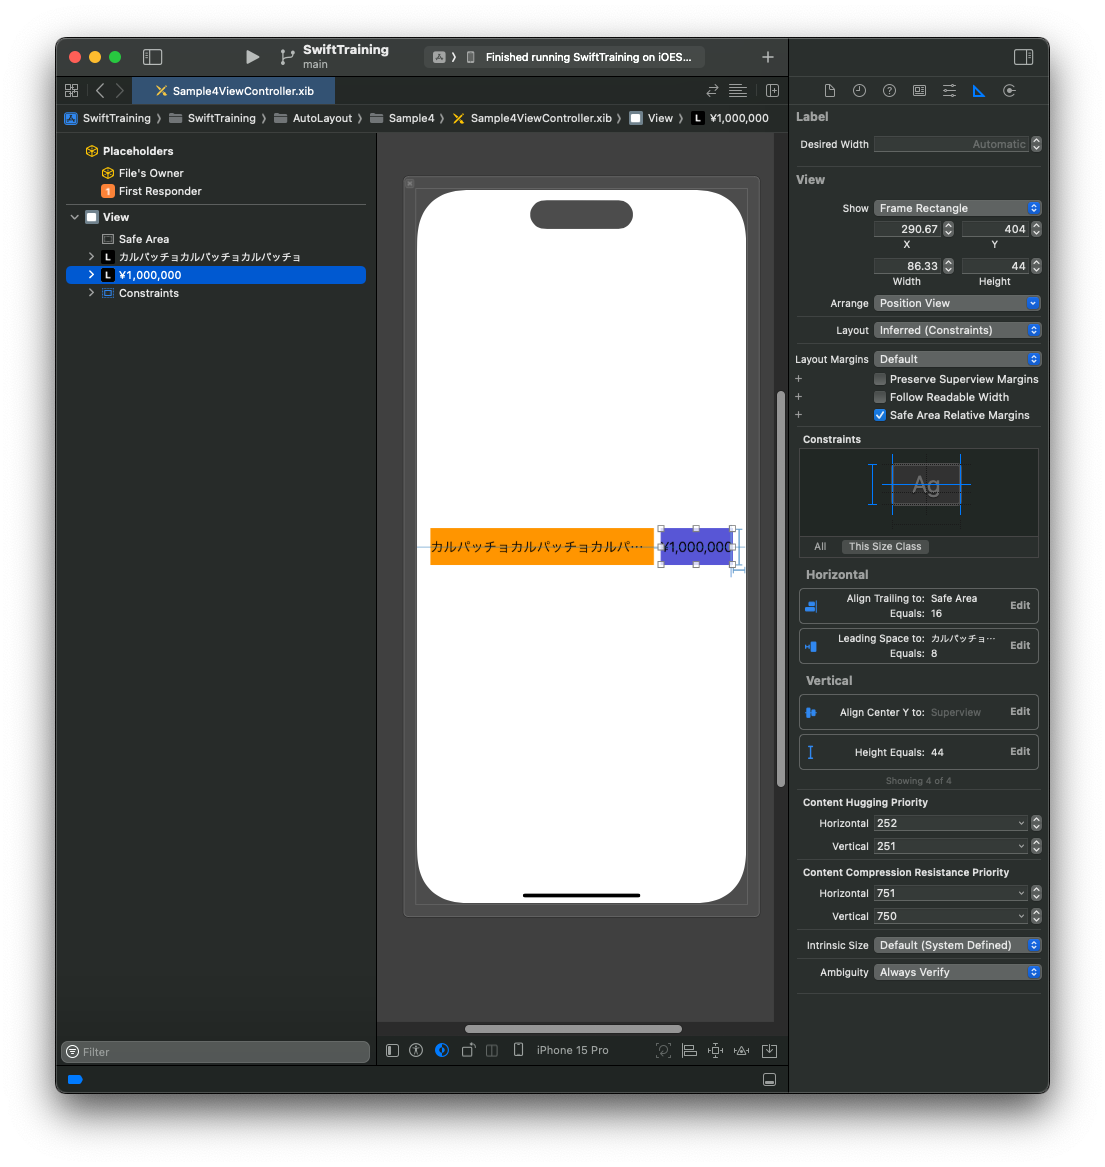 SwiftTraining
main
Finished running SwiftTraining on iOES...
Sample4ViewController.xib
SwiftTraining
SwiftTraining
AutoLayout
Sample4
Sample4ViewController.xib
View
L
¥1,000,000
Placeholders
File's Owner
1
First Responder
View
Safe Area
L
カルパッチョカルパッチョカルパッチョ
L
¥1,000,000
Constraints
Filter
カルパッチョカルパッチョカルパ…
¥1,000,000
iPhone 15 Pro
Label
Desired Width
Automatic
View
Show
Frame Rectangle
290.67
404
X
Y
86.33
44
Width
Height
Arrange
Position View
Layout
Inferred (Constraints)
Layout Margins
Default
Preserve Superview Margins
Follow Readable Width
Safe Area Relative Margins
Constraints
Ag
All
This Size Class
Horizontal
Align Trailing to: Safe Area
Equals: 16
Edit
Leading Space to: カルパッチョ…
Equals: 8
Edit
Vertical
Align Center Y to: Superview
Edit
Height Equals: 44
Edit
Showing 4 of 4
Content Hugging Priority
Horizontal
252
Vertical
251
Content Compression Resistance Priority
Horizontal
751
Vertical
750
Intrinsic Size
Default (System Defined)
Ambiguity
Always Verify